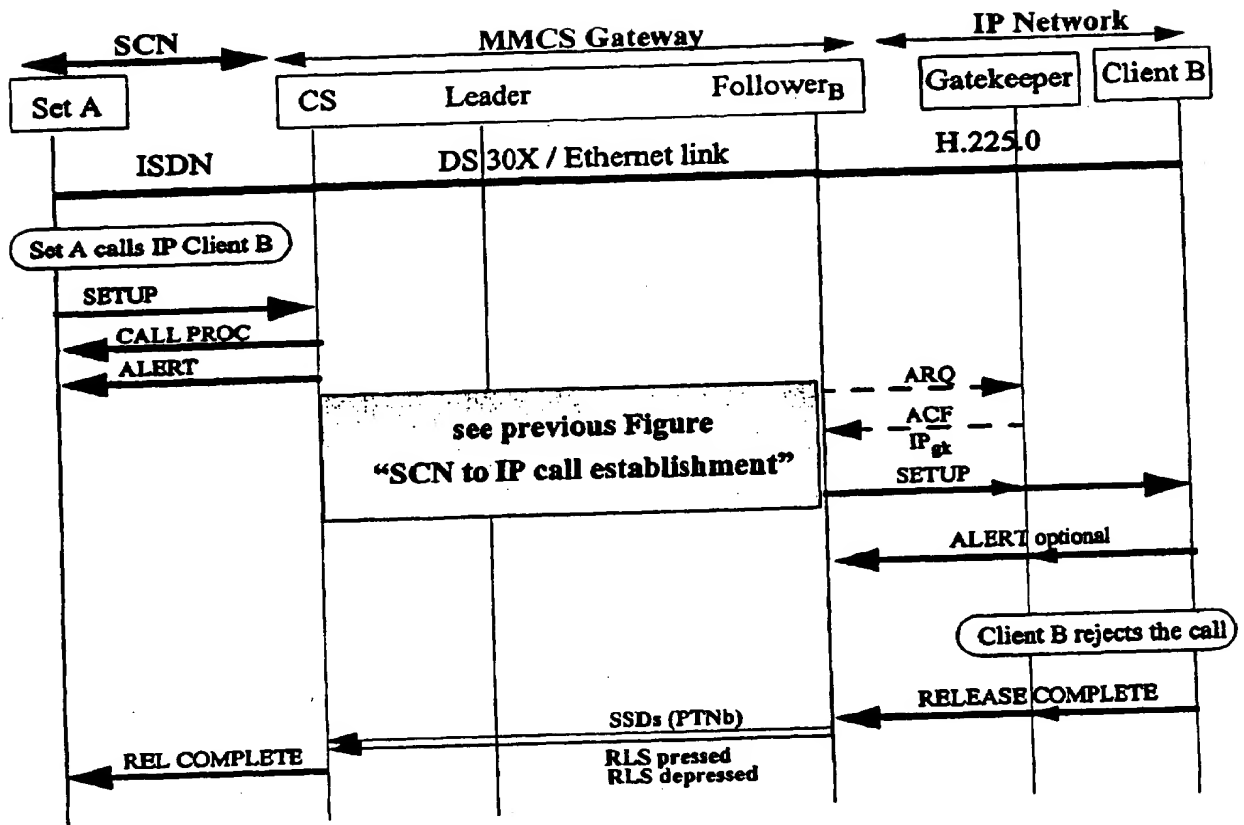 SCN
MMCS Gateway
IP Network
Set A
CS
Leader
FollowerB
Gatekeeper
Client B
ISDN
DS 30X / Ethernet link
H.225.0
Set A calls IP Client B
SETUP
CALL PROC
ALERT
ARQ
see previous Figure
"SCN to IP call establishment"
ACF
IPgk
SETUP
ALERT optional
Client B rejects the call
RELEASE COMPLETE
SSDs (PTNb)
REL COMPLETE
RLS pressed
RLS depressed